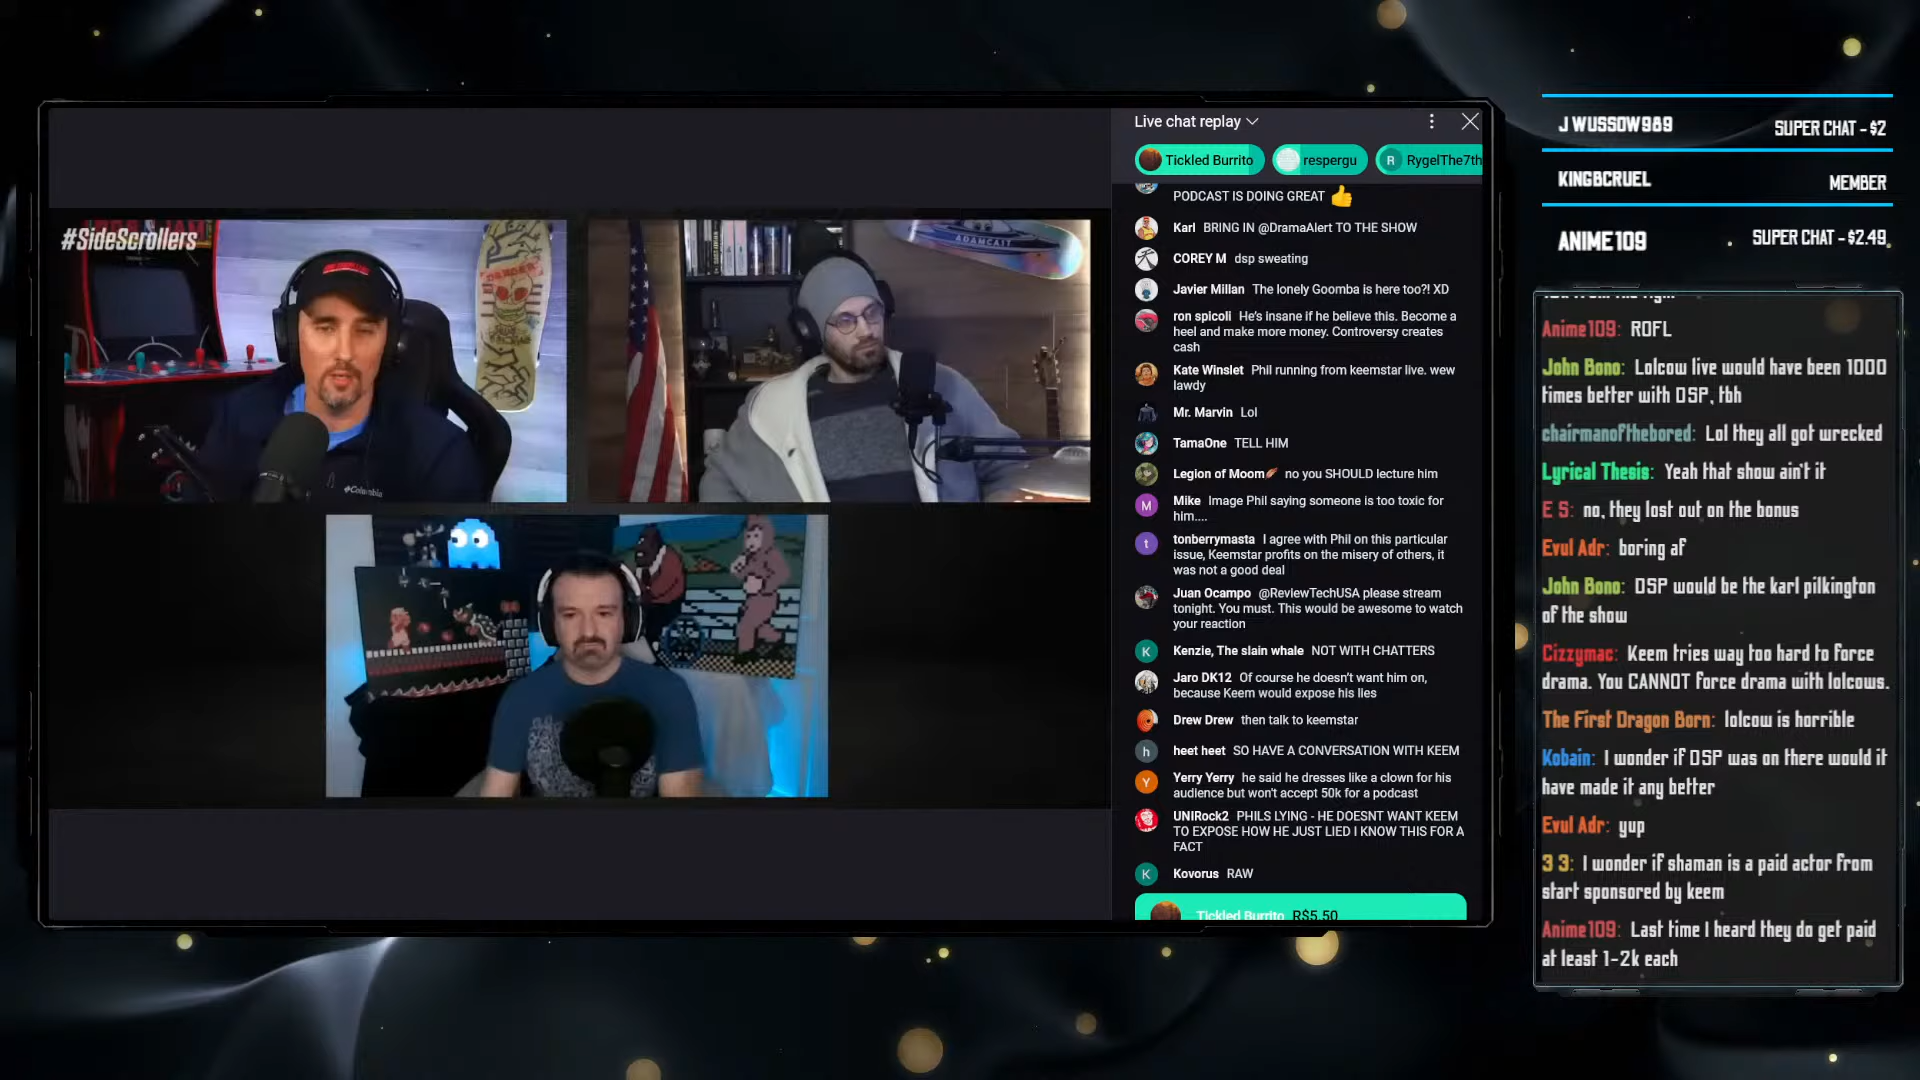 #SideScrollers
ADAMCAIT
Columbia
Live chat replay
Tickled Burrito
respergu
R
RygelThe7th
PODCAST IS DOING GREAT 👍
Karl BRING IN @DramaAlert TO THE SHOW
COREY M dsp sweating
Javier Millan The lonely Goomba is here too?! XD
ron spicoli He's insane if he believe this. Become a
heel and make more money. Controversy creates
cash
Kate Winslet Phil running from keemstar live. wew
lawdy
Mr. Marvin Lol
TamaOne TELL HIM
Legion of Moom no you SHOULD lecture him
M
Mike Image Phil saying someone is too toxic for
him....
t
tonberrymasta I agree with Phil on this particular
issue, Keemstar profits on the misery of others, it
was not a good deal
Juan Ocampo @ReviewTechUSA please stream
tonight. You must. This would be awesome to watch
your reaction
K
Kenzie, The slain whale NOT WITH CHATTERS
Jaro DK12 Of course he doesn't want him on,
because Keem would expose his lies
Drew Drew then talk to keemstar
h
heet heet SO HAVE A CONVERSATION WITH KEEM
Y
Yerry Yerry he said he dresses like a clown for his
audience but won't accept 50k for a podcast
UNIRock2 PHILS LYING - HE DOESNT WANT KEEM
TO EXPOSE HOW HE JUST LIED I KNOW THIS FOR A
FACT
K
Kovorus RAW
Tickled Burrito R$5.50
J WUSSOW989 SUPER CHAT - $2
KINGBCRUEL MEMBER
ANIME109 SUPER CHAT - $2.49
Anime109: ROFL
John Bono: Lolcow live would have been 1000
times better with DSP, tbh
chairmanofthebored: Lol they all got wrecked
Lyrical Thesis: Yeah that show ain't it
E S: no, they lost out on the bonus
Evul Adr: boring af
John Bono: DSP would be the karl pilkington
of the show
Cizzymac: Keem tries way too hard to force
drama. You CANNOT force drama with lolcows.
The First Dragon Born: lolcow is horrible
Kobain: I wonder if DSP was on there would it
have made it any better
Evul Adr: yup
3 3: I wonder if shaman is a paid actor from
start sponsored by keem
Anime109: Last time I heard they do get paid
at least 1-2k each